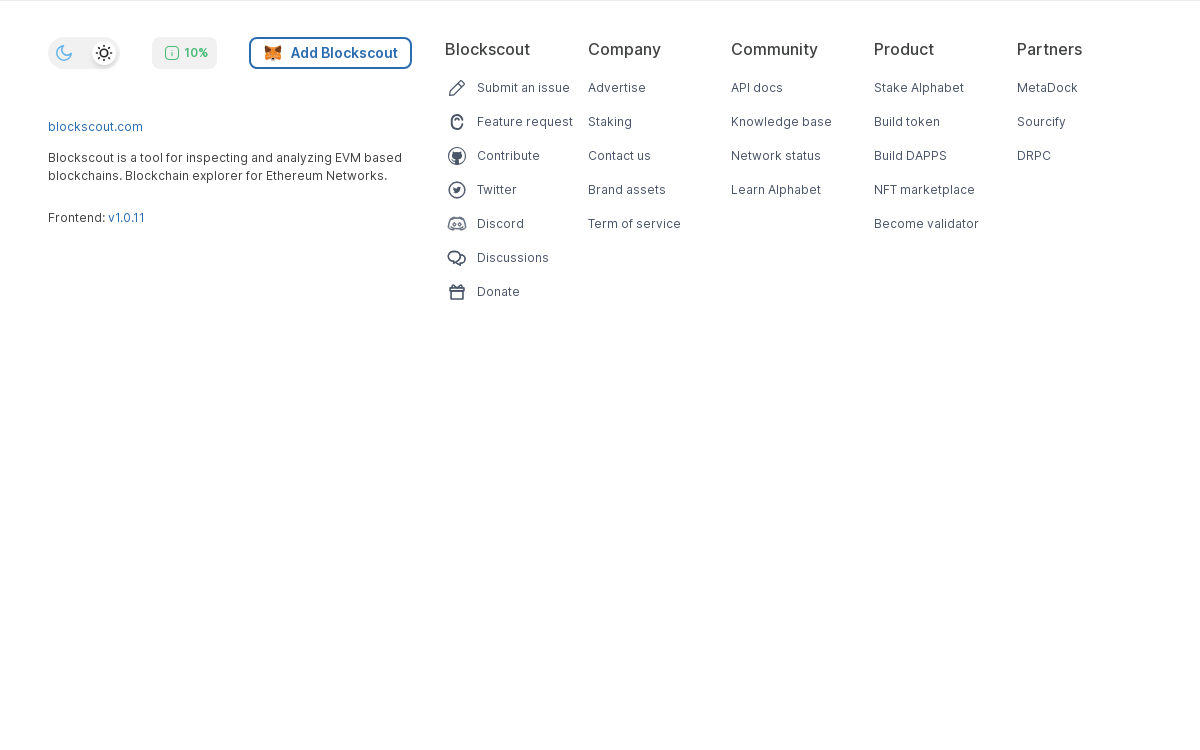 10%
Add Blockscout
blockscout.com
Blockscout is a tool for inspecting and analyzing EVM based
blockchains. Blockchain explorer for Ethereum Networks.
Frontend: v1.0.11
Blockscout
Submit an issue
Feature request
Contribute
Twitter
Discord
Discussions
Donate
Company
Advertise
Staking
Contact us
Brand assets
Term of service
Community
API docs
Knowledge base
Network status
Learn Alphabet
Product
Stake Alphabet
Build token
Build DAPPS
NFT marketplace
Become validator
Partners
MetaDock
Sourcify
DRPC